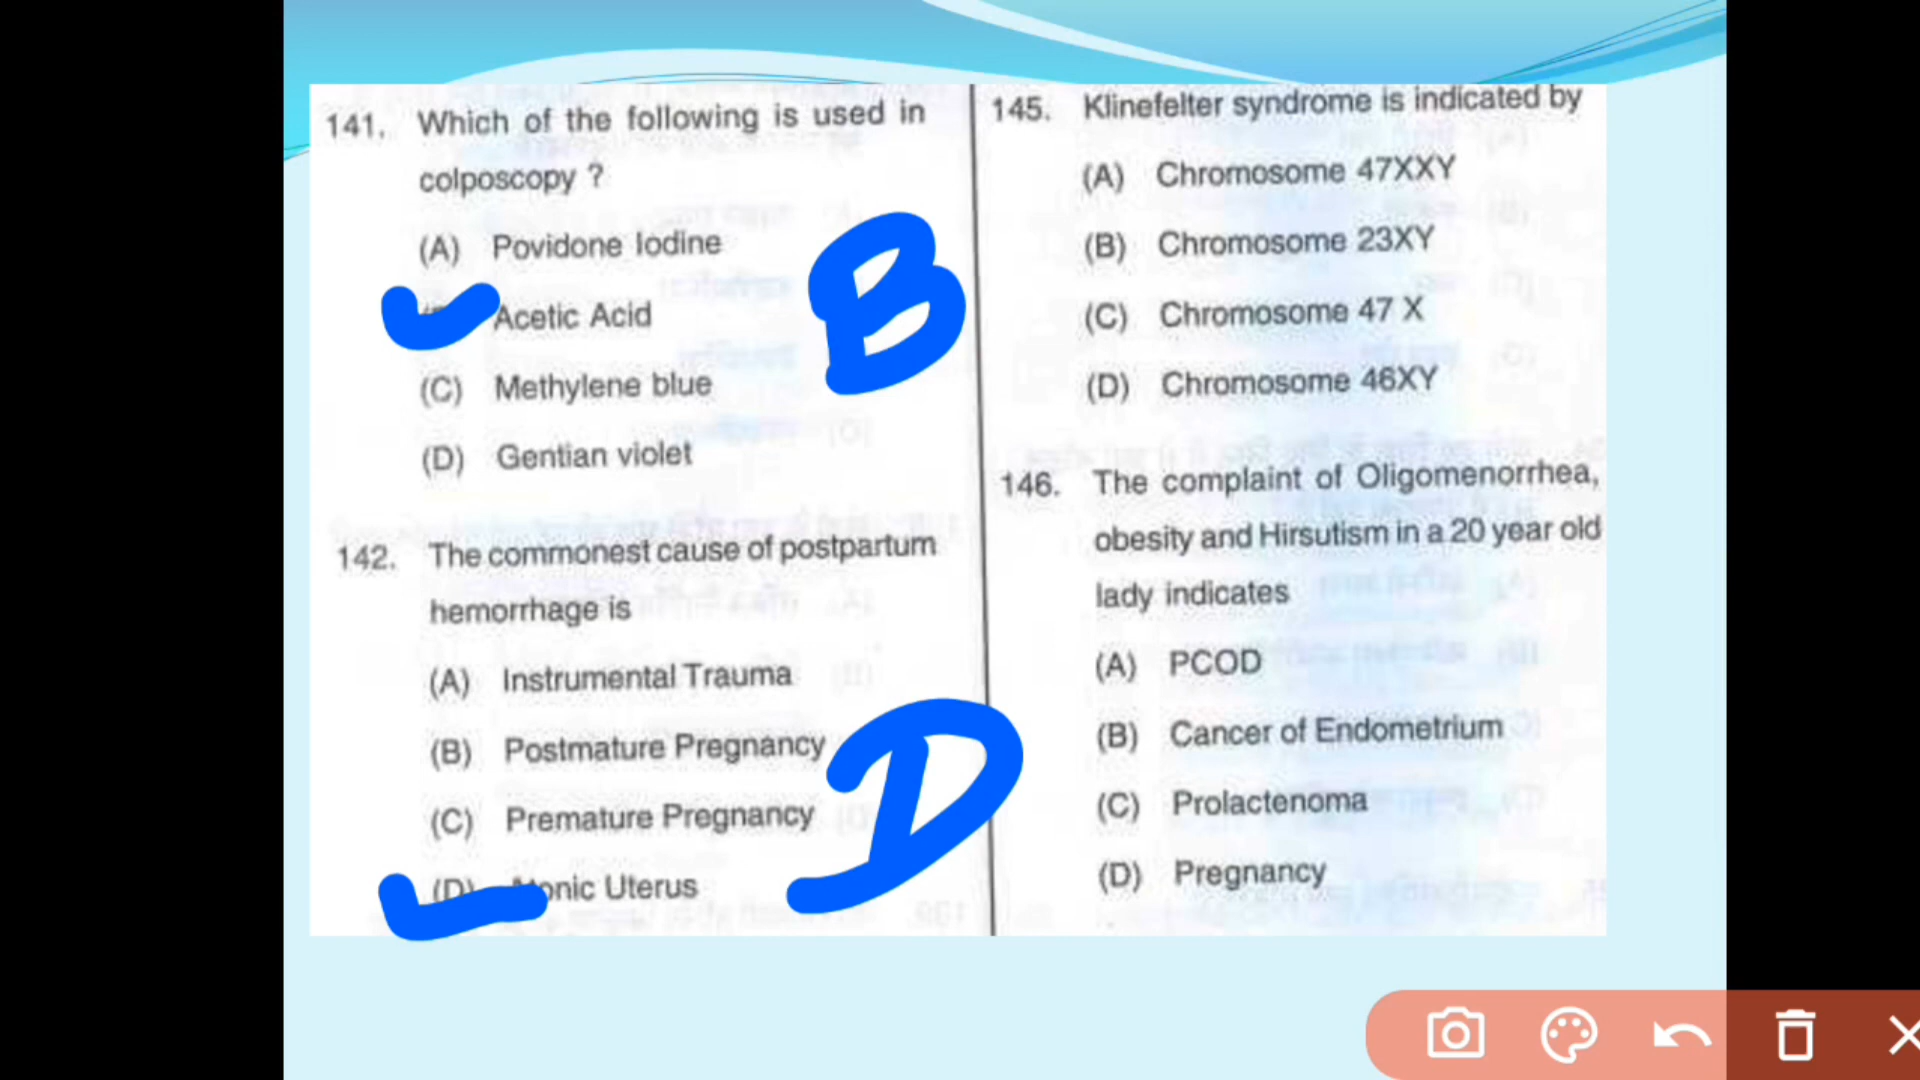 141. Which of the following is used in
colposcopy ?
(A) Povidone Iodine
Acetic Acid
(C) Methylene blue
(D) Gentian violet
B
142. The commonest cause of postpartum
hemorrhage is
(A) Instrumental Trauma
(B) Postmature Pregnancy
(C) Premature Pregnancy
(D) Atonic Uterus
D
145. Klinefelter syndrome is indicated by
(A) Chromosome 47XXY
(B) Chromosome 23XY
(C) Chromosome 47 X
(D) Chromosome 46XY
146. The complaint of Oligomenorrhea,
obesity and Hirsutism in a 20 year old
lady indicates
(A) PCOD
(B) Cancer of Endometrium
(C) Prolactenoma
(D) Pregnancy